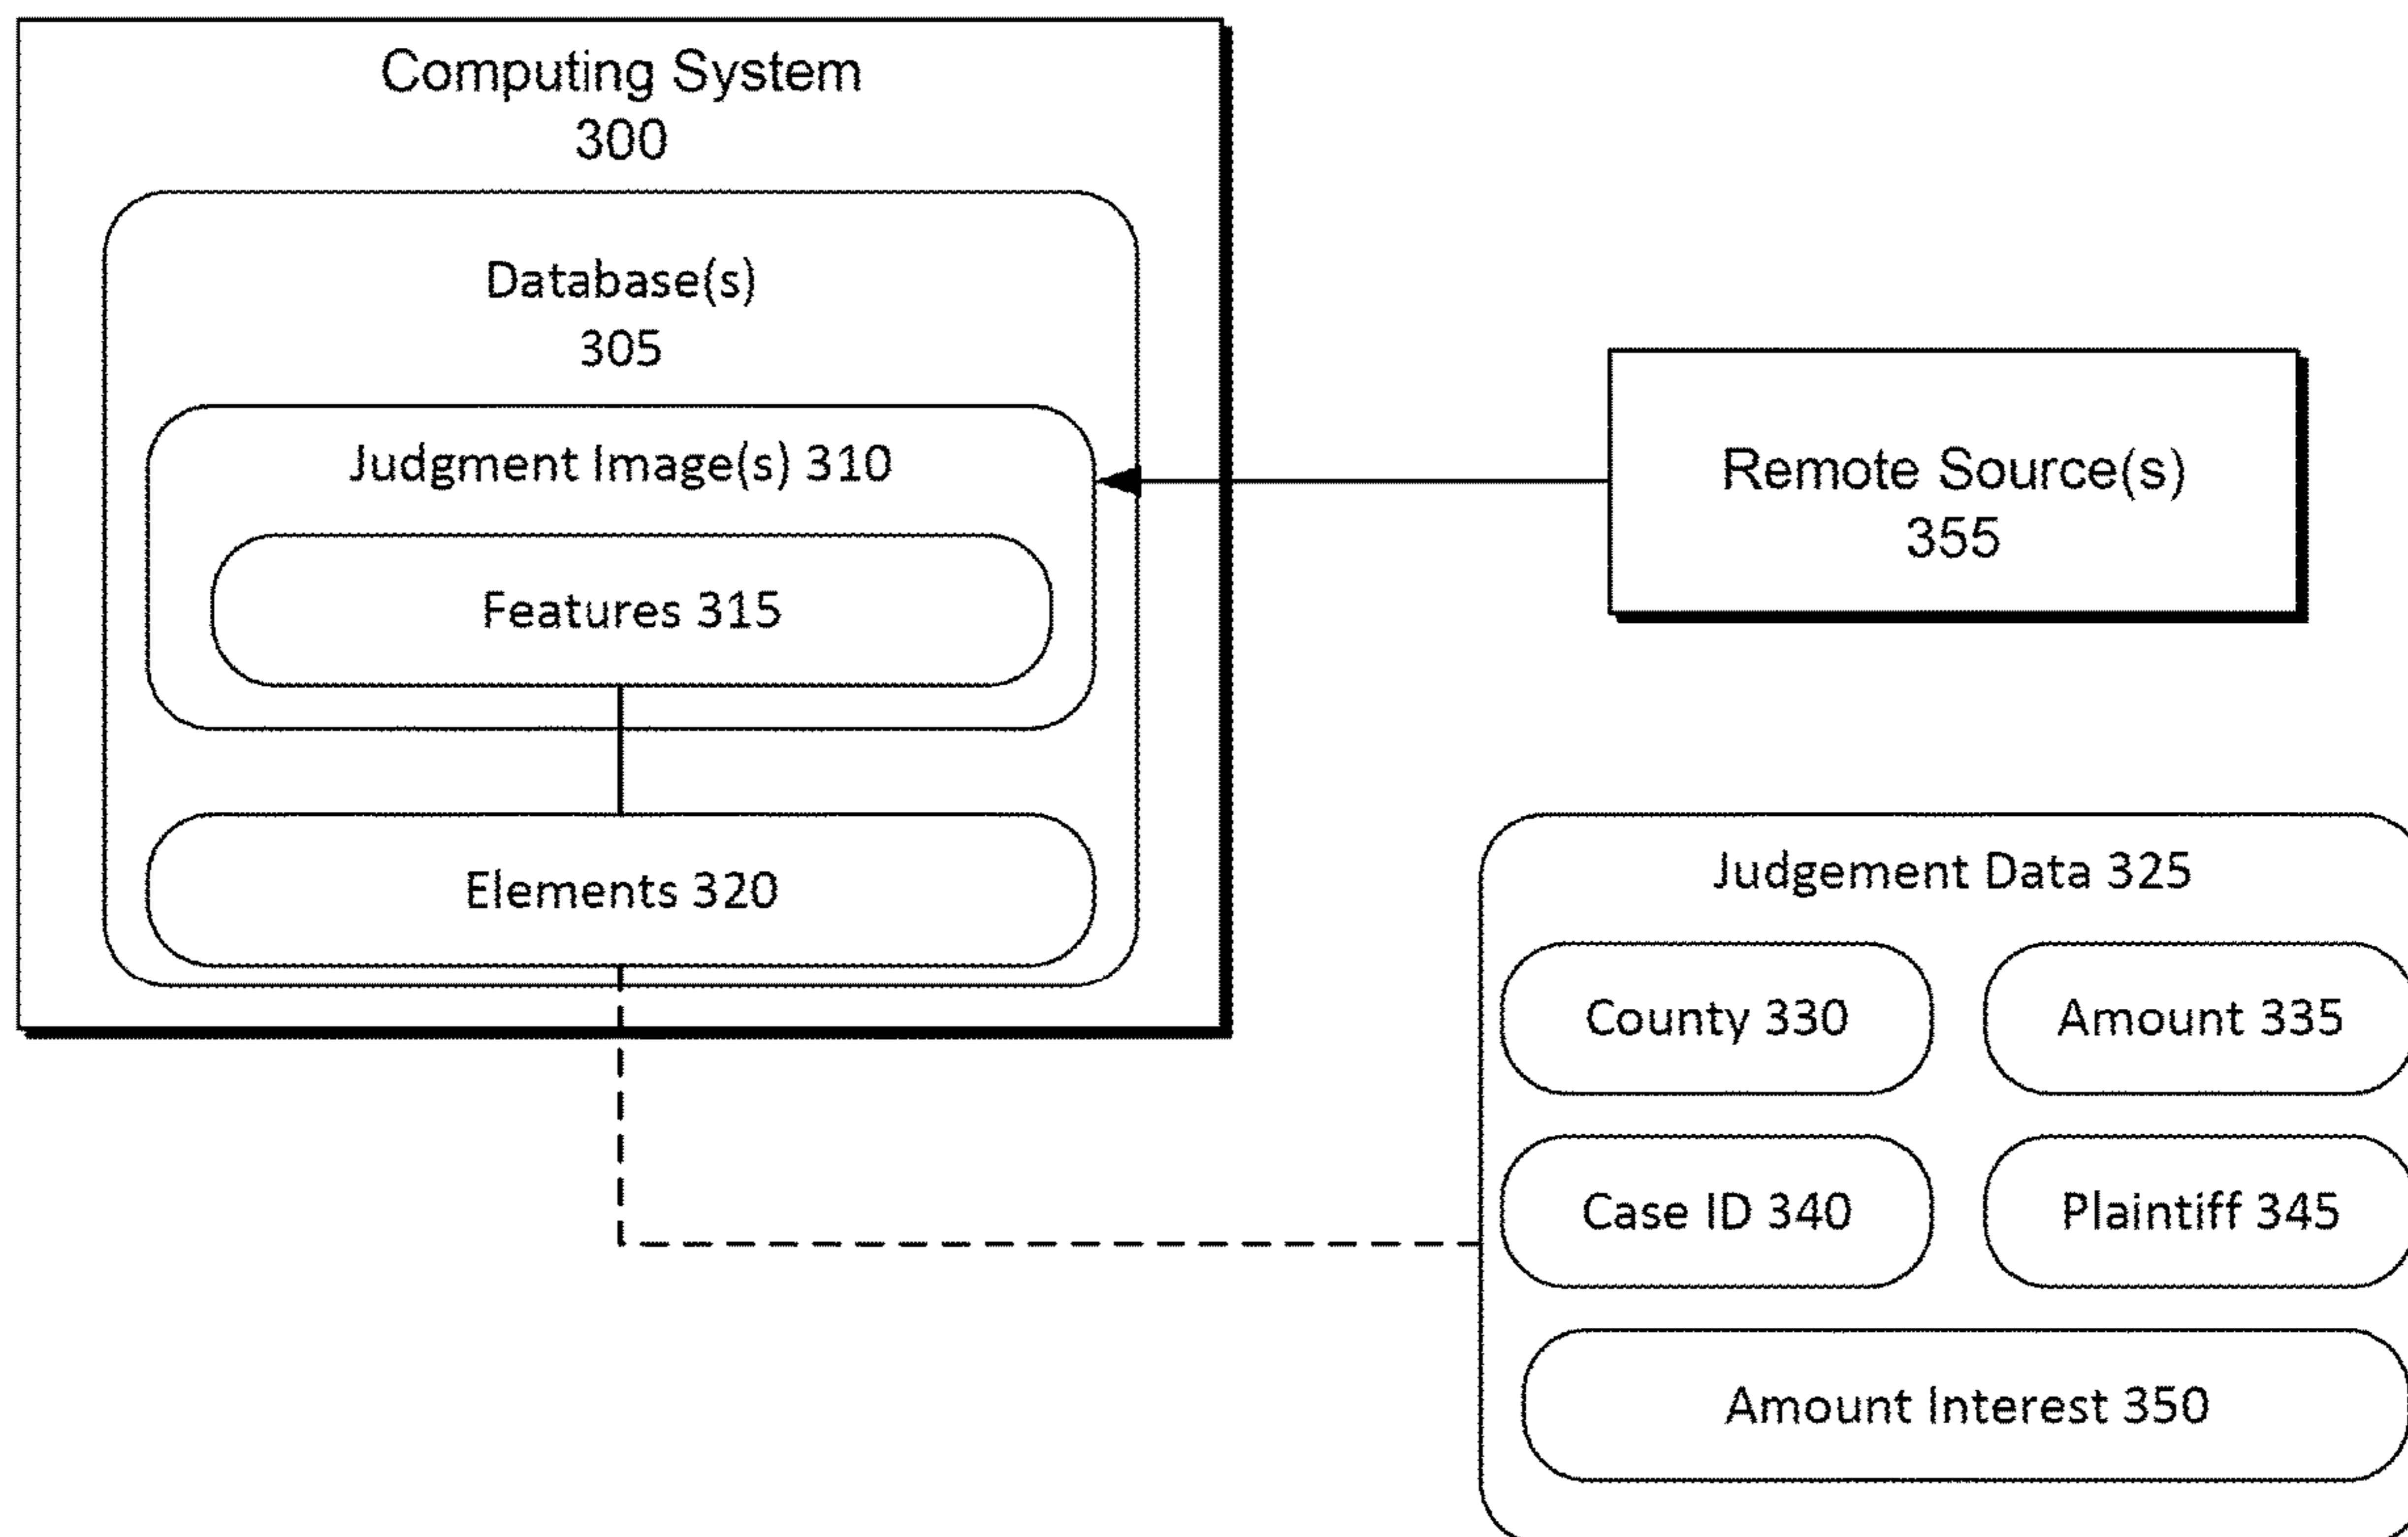 Computing System
300
Database(s)
305
Judgment Image(s) 310
Features 315
Elements 320
Remote Source(s)
355
Judgement Data 325
County 330
Amount 335
Case ID 340
Plaintiff 345
Amount Interest 350